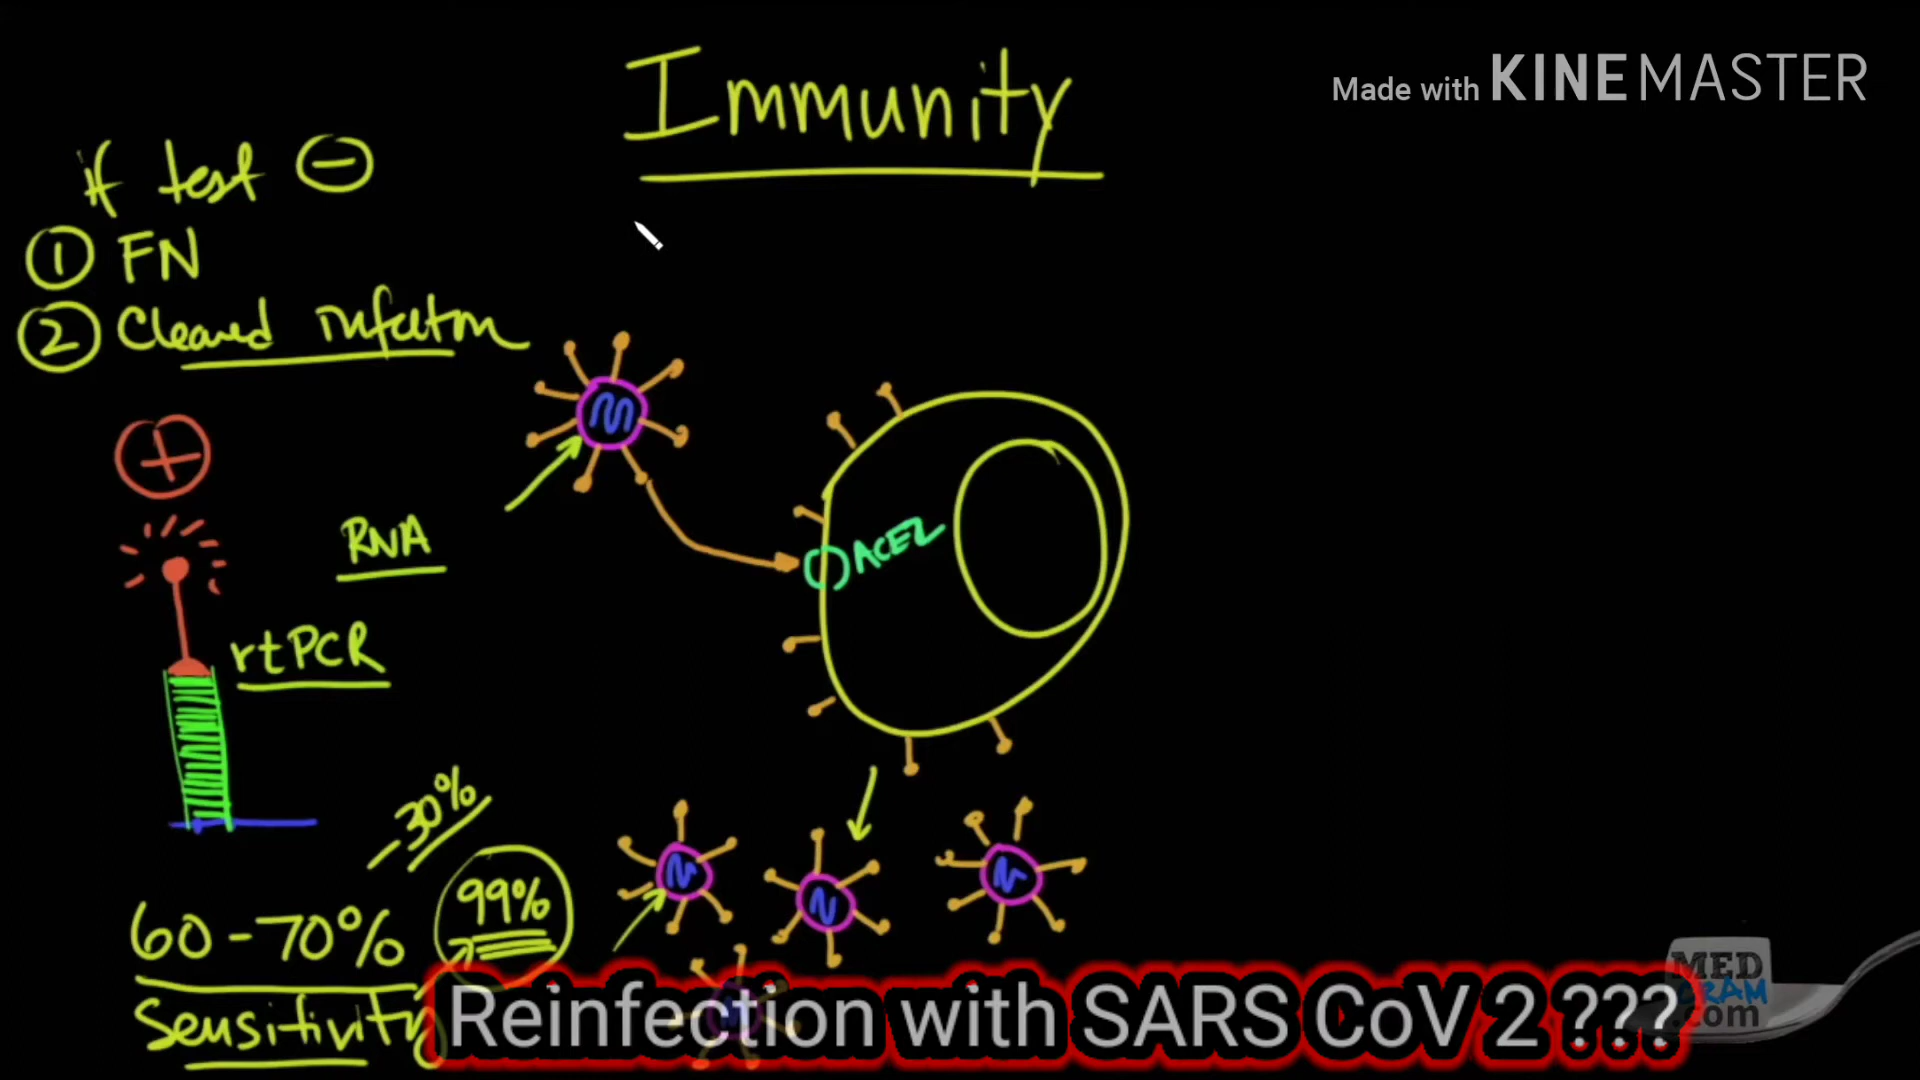 Immunity
Made with KINEMASTER
if test ⊖
① FN
② Cleared infection
RNA
ACE2
rtPCR
-30%
99%
60-70%
Sensitivity
Reinfection with SARS CoV 2 ???
MED
CRAM
.com